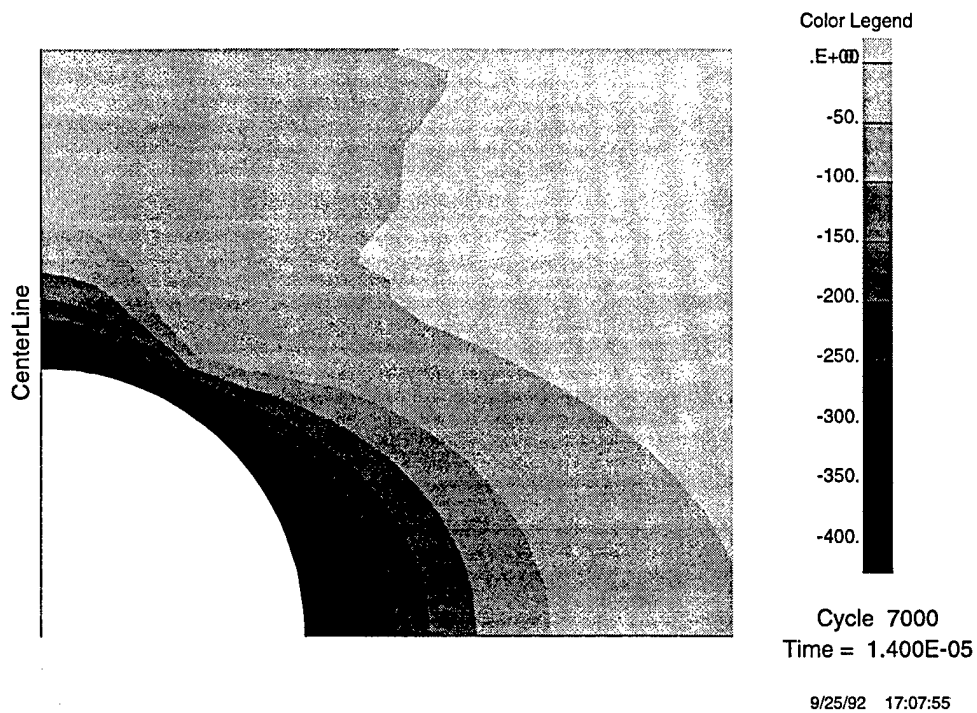 Color Legend
.E+00
-50.
-100.
-150.
-200.
-250.
-300.
-350.
-400.
CenterLine
Cycle 7000
Time = 1.400E-05
9/25/92 17:07:55